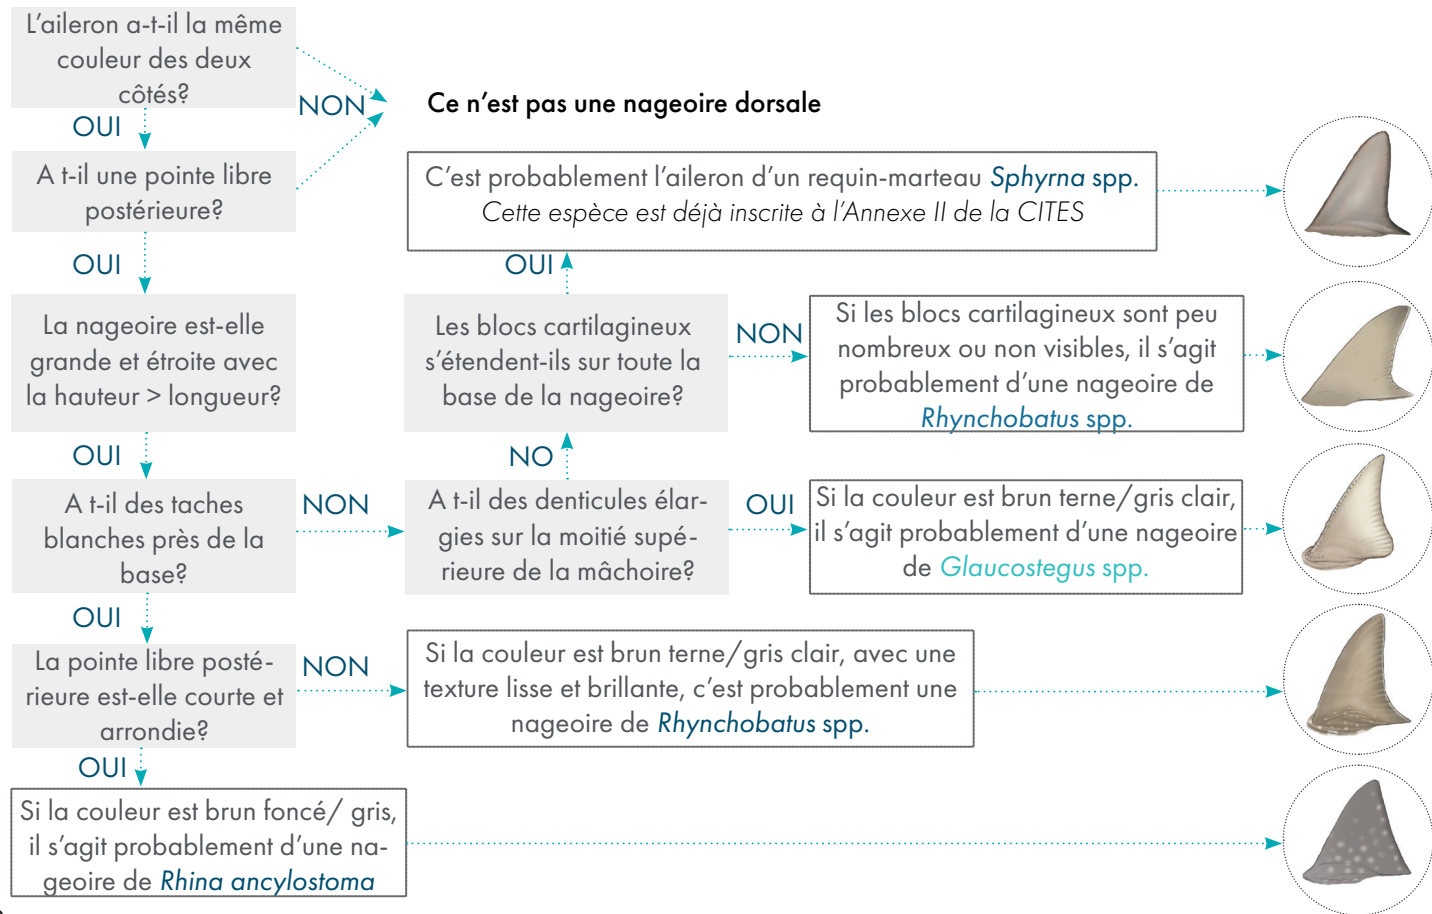 L'aileron a-t-il la même
couleur des deux
côtés?
NON
Ce n'est pas une nageoire dorsale
OUI
A t-il une pointe libre
postérieure?
C'est probablement l'aileron d'un requin-marteau Sphyrna spp.
Cette espèce est déjà inscrite à l'Annexe II de la CITES
OUI
OUI
La nageoire est-elle
grande et étroite avec
la hauteur > longueur?
Les blocs cartilagineux
s'étendent-ils sur toute la
base de la nageoire?
NON
Si les blocs cartilagineux sont peu
nombreux ou non visibles, il s'agit
probablement d'une nageoire de
Rhynchobatus spp.
OUI
NO
A t-il des taches
blanches près de la
base?
NON
A t-il des denticules élar-
gies sur la moitié supé-
rieure de la mâchoire?
OUI
Si la couleur est brun terne/gris clair,
il s'agit probablement d'une nageoire
de Glaucostegus spp.
OUI
La pointe libre posté-
rieure est-elle courte et
arrondie?
NON
Si la couleur est brun terne/gris clair, avec une
texture lisse et brillante, c'est probablement une
nageoire de Rhynchobatus spp.
OUI
Si la couleur est brun foncé/ gris,
il s'agit probablement d'une na-
geoire de Rhina ancylostoma